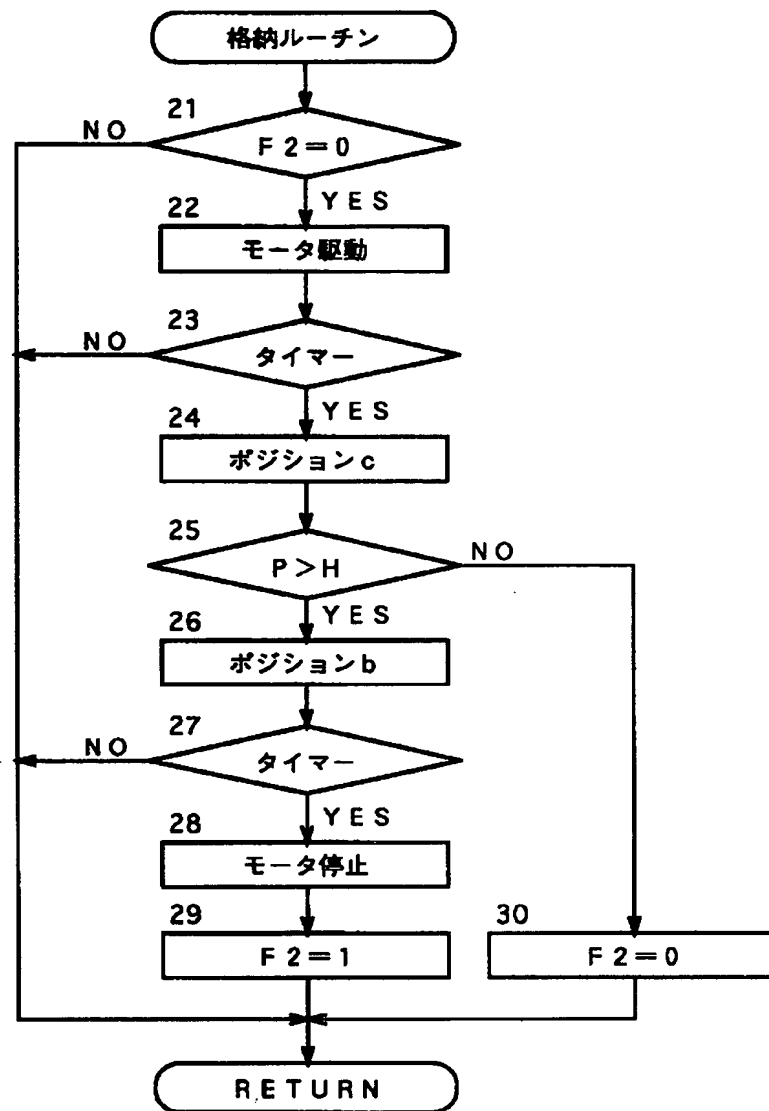 格納ルーチン
21
NO
F2=0
YES
22
モータ駆動
23
NO
タイマー
YES
24
ポジションc
25
P>H
NO
YES
26
ポジションb
27
NO
タイマー
YES
28
モータ停止
29
F2=1
30
F2=0
RETURN